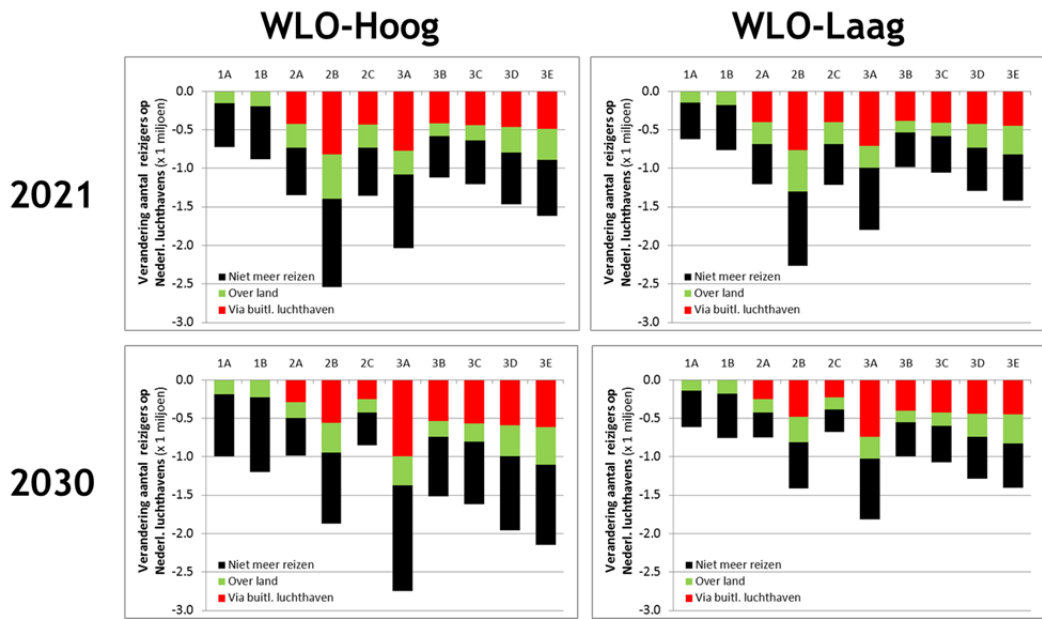 WLO-Hoog
WLO-Laag
2021
1A 1B 2A 2B 2C 3A 3B 3C 3D 3E
0.0
-0.5
-1.0
-1.5
-2.0
-2.5
-3.0
Verandering aantal reizigers op
Nederl. luchthavens (x 1 miljoen)
Niet meer reizen
Over land
Via buitl. luchthaven
1A 1B 2A 2B 2C 3A 3B 3C 3D 3E
0.0
-0.5
-1.0
-1.5
-2.0
-2.5
-3.0
Verandering aantal reizigers op
Nederl. luchthavens (x 1 miljoen)
Niet meer reizen
Over land
Via buitl. luchthaven
2030
1A 1B 2A 2B 2C 3A 3B 3C 3D 3E
0.0
-0.5
-1.0
-1.5
-2.0
-2.5
-3.0
Verandering aantal reizigers op
Nederl. luchthavens (x 1 miljoen)
Niet meer reizen
Over land
Via buitl. luchthaven
1A 1B 2A 2B 2C 3A 3B 3C 3D 3E
0.0
-0.5
-1.0
-1.5
-2.0
-2.5
-3.0
Verandering aantal reizigers op
Nederl. luchthavens (x 1 miljoen)
Niet meer reizen
Over land
Via buitl. luchthaven